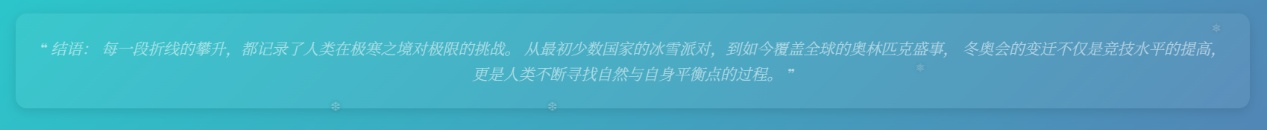 “ 结语： 每一段折线的攀升，都记录了人类在极寒之境对极限的挑战。 从最初少数国家的冰雪派对，到如今覆盖全球的奥林匹克盛事， 冬奥会的变迁不仅是竞技水平的提高，
更是人类不断寻找自然与自身平衡点的过程。 ”